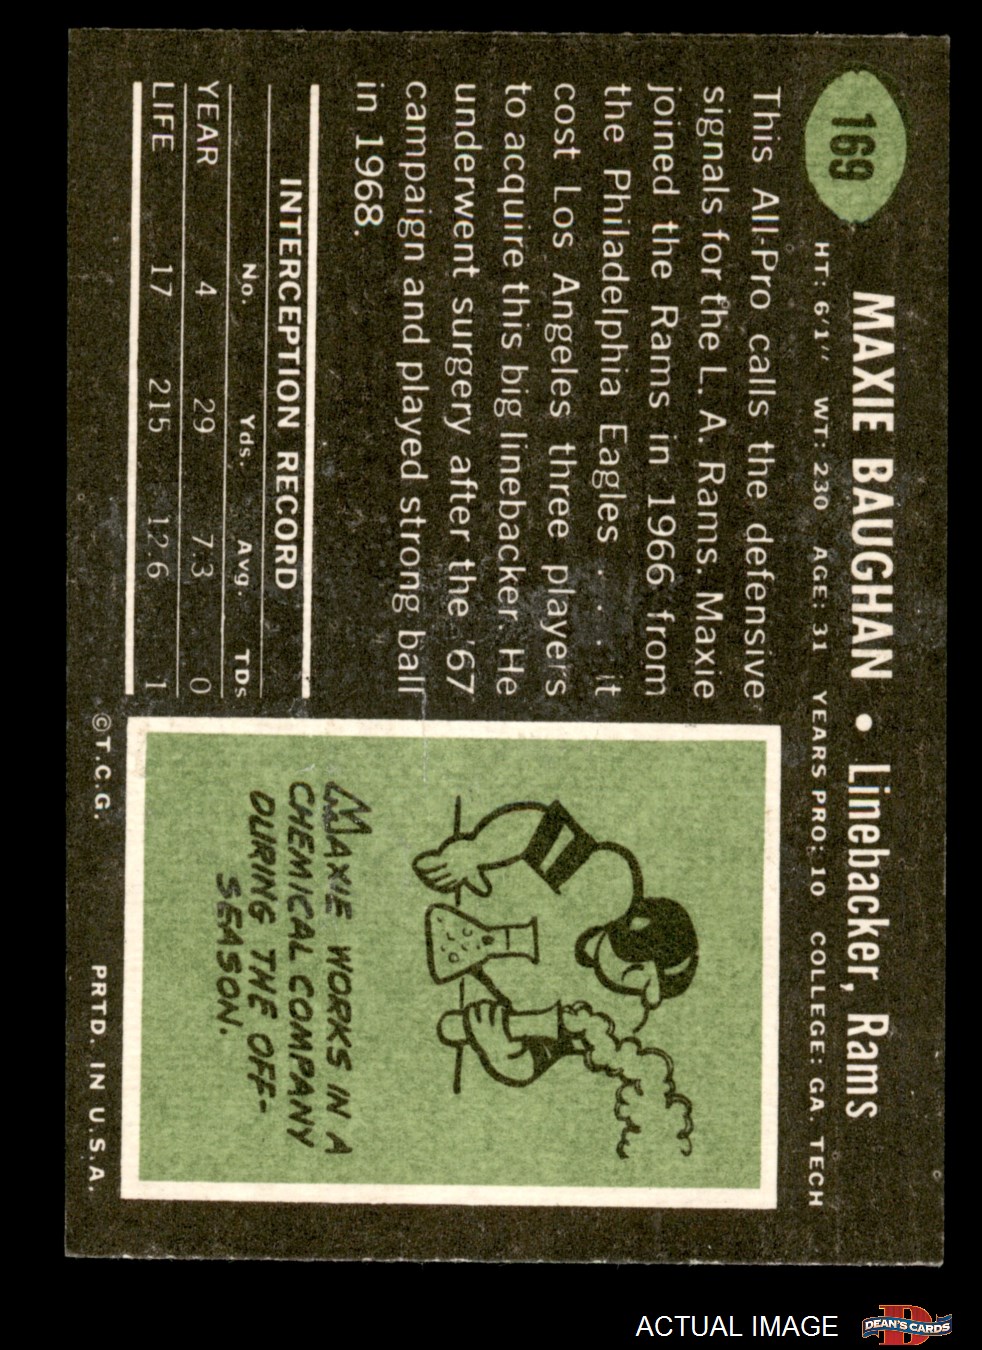 169
MAXIE BAUGHAN • Linebacker, Rams
HT: 6'1" WT: 230 AGE: 31 YEARS PRO: 10 COLLEGE: GA. TECH
This All-Pro calls the defensive
signals for the L. A. Rams. Maxie
joined the Rams in 1966 from
the Philadelphia Eagles . . . it
cost Los Angeles three players
to acquire this big linebacker. He
underwent surgery after the '67
campaign and played strong ball
in 1968.
INTERCEPTION RECORD
No. Yds. Avg. TDs
YEAR 4 29 7.3 0
LIFE 17 215 12.6 1
MAXIE WORKS IN A
CHEMICAL COMPANY
DURING THE OFF-
SEASON.
©T.C.G. PRTD. IN U.S.A.
ACTUAL IMAGE
D
DEAN'S CARDS